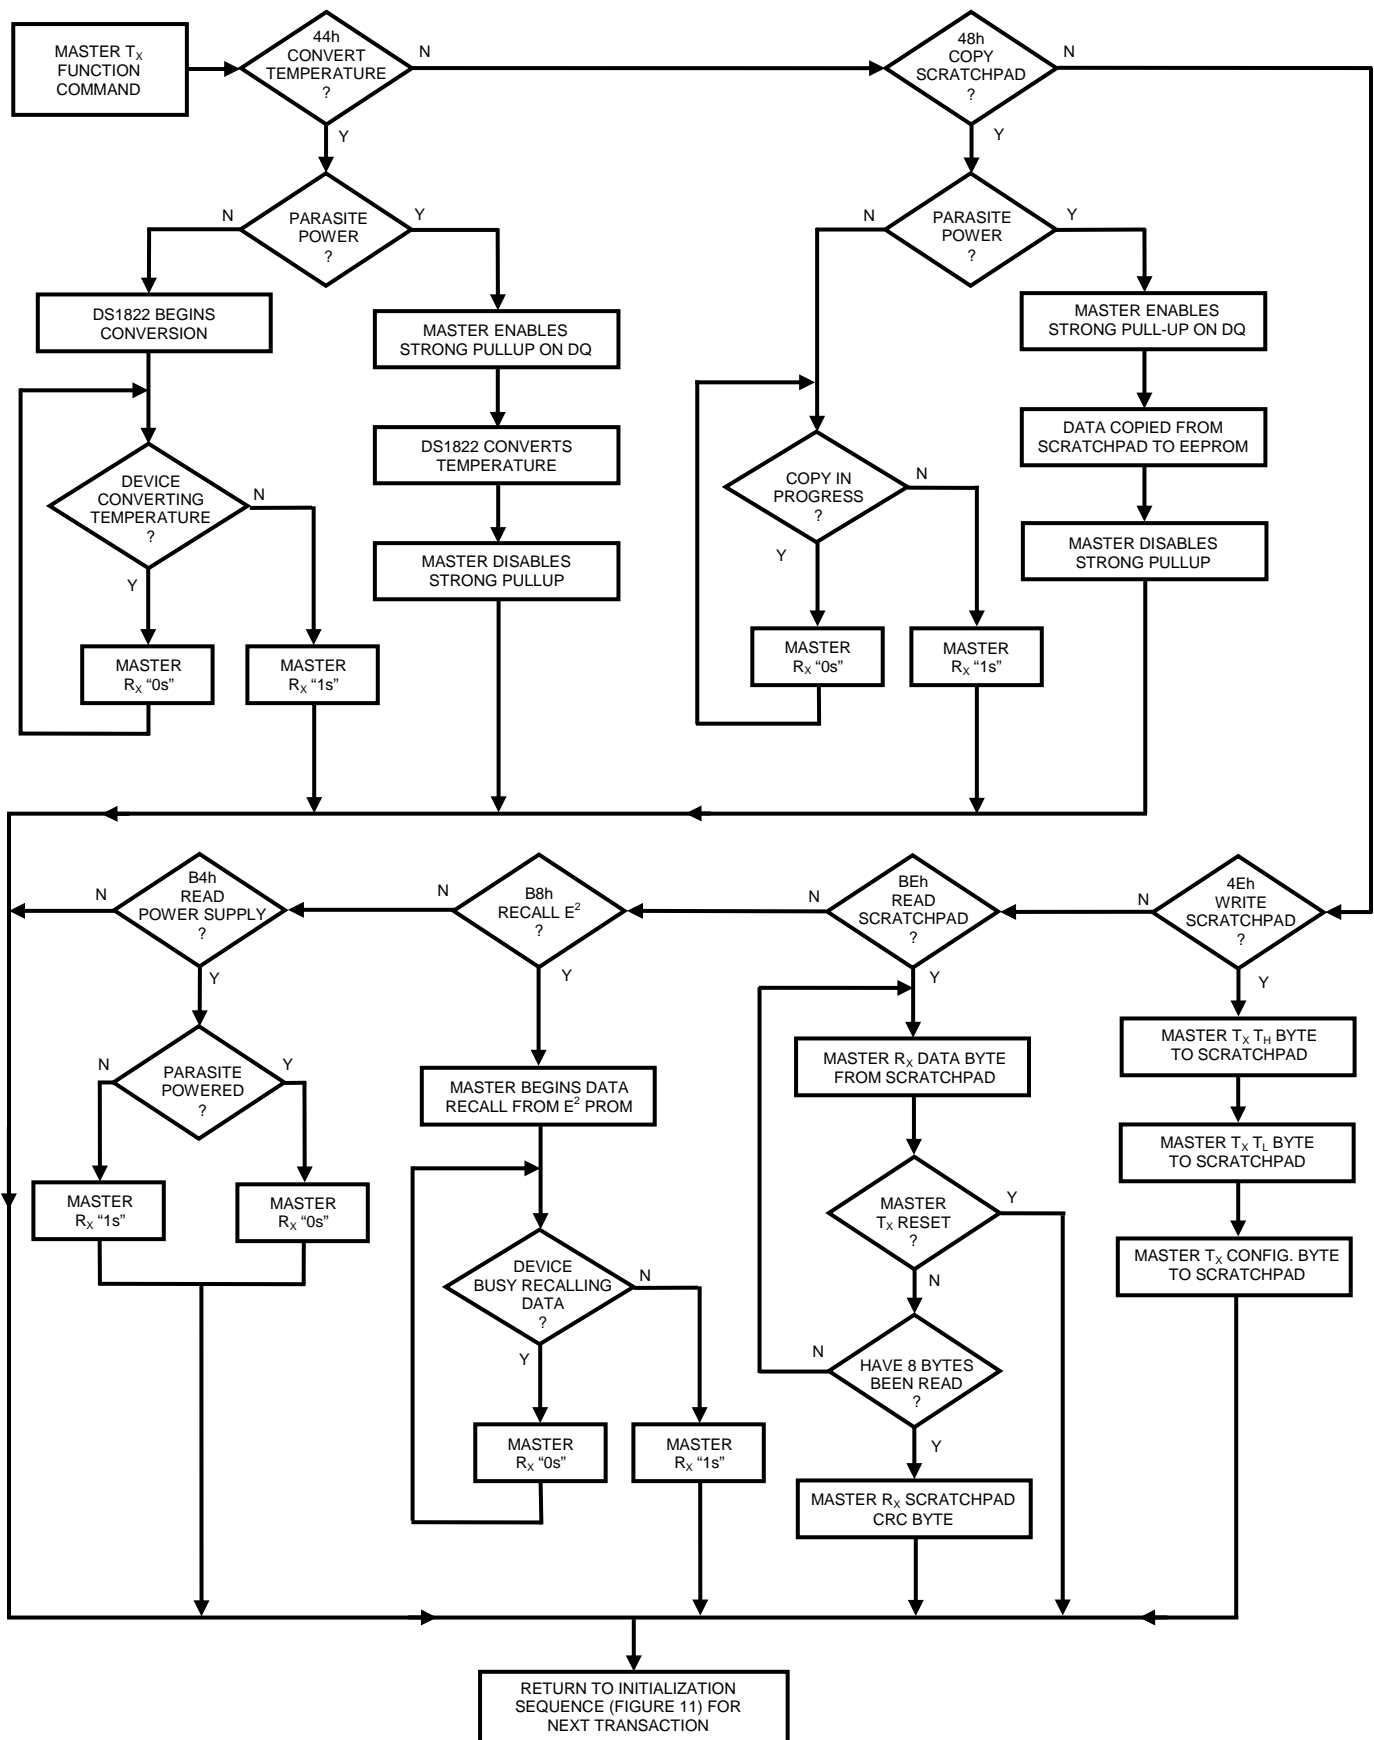 MASTER TX
FUNCTION
COMMAND
44h
CONVERT
TEMPERATURE
?
N
Y
48h
COPY
SCRATCHPAD
?
N
Y
PARASITE
POWER
?
N
Y
PARASITE
POWER
?
N
Y
DS1822 BEGINS
CONVERSION
MASTER ENABLES
STRONG PULLUP ON DQ
MASTER ENABLES
STRONG PULL-UP ON DQ
DS1822 CONVERTS
TEMPERATURE
DATA COPIED FROM
SCRATCHPAD TO EEPROM
DEVICE
CONVERTING
TEMPERATURE
?
N
Y
COPY IN
PROGRESS
?
N
Y
MASTER DISABLES
STRONG PULLUP
MASTER DISABLES
STRONG PULLUP
MASTER
RX “0s”
MASTER
RX “1s”
MASTER
RX “0s”
MASTER
RX “1s”
B4h
READ
POWER SUPPLY
?
N
Y
B8h
RECALL E2
?
N
Y
BEh
READ
SCRATCHPAD
?
N
Y
4Eh
WRITE
SCRATCHPAD
?
N
Y
PARASITE
POWERED
?
N
Y
MASTER BEGINS DATA
RECALL FROM E2 PROM
MASTER RX DATA BYTE
FROM SCRATCHPAD
MASTER TX TH BYTE
TO SCRATCHPAD
MASTER TX TL BYTE
TO SCRATCHPAD
MASTER
RX “1s”
MASTER
RX “0s”
MASTER
TX RESET
?
Y
N
MASTER TX CONFIG. BYTE
TO SCRATCHPAD
DEVICE
BUSY RECALLING
DATA
?
N
Y
HAVE 8 BYTES
BEEN READ
?
N
Y
MASTER
RX “0s”
MASTER
RX “1s”
MASTER RX SCRATCHPAD
CRC BYTE
RETURN TO INITIALIZATION
SEQUENCE (FIGURE 11) FOR
NEXT TRANSACTION